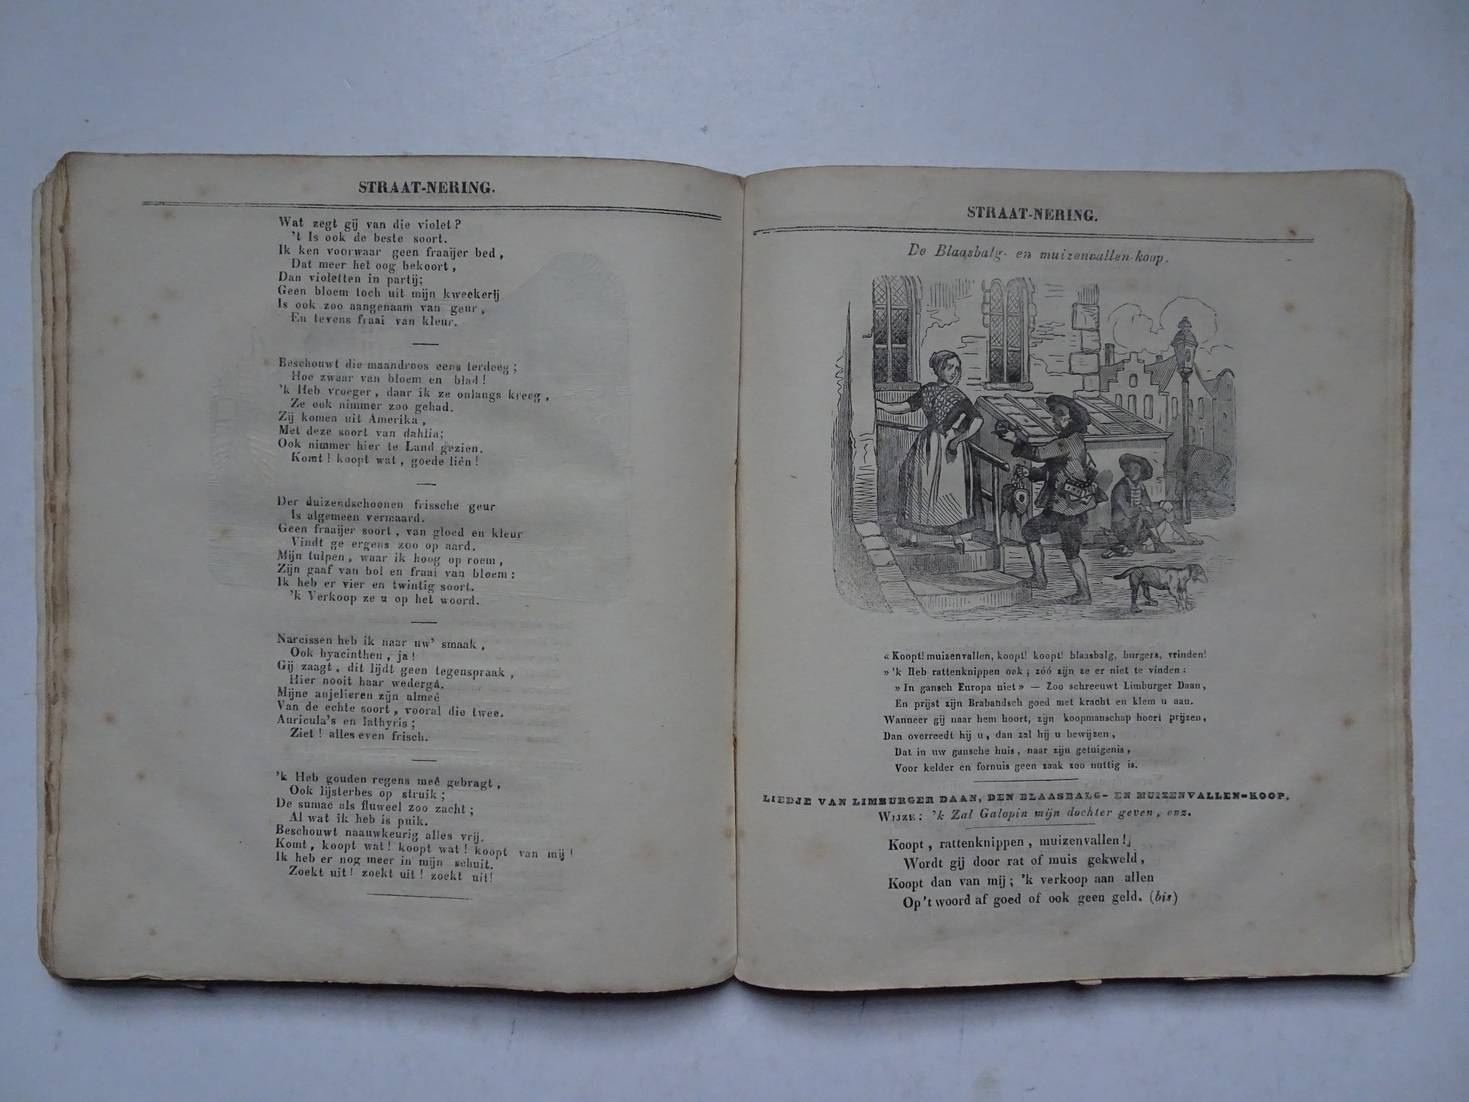 STRAAT-NERING.
Wat zegt gij van die violet?
't Is ook de beste soort.
Ik ken voorwaar geen fraaijer bed,
Dat meer het oog bekoort,
Dan violetten in partij;
Geen bloem toch uit mijn kweekerij
Is ook zoo aangenaam van geur,
En tevens fraai van kleur.
Beschouwt die maandroos eens terdeeg;
Hoe zwaar van bloem en blad!
'k Heb vroeger, daar ik ze onlangs kreeg,
Ze ook nimmer zoo gehad.
Zij komen uit Amerika,
Met deze soort van dahlia;
Ook nimmer hier te Land gezien.
Komt! koopt wat, goede liên!
Der duizendschoonen frissche geur
Is algemeen vermaard.
Geen fraaijer soort, van gloed en kleur
Vindt ge ergens zoo op aard.
Mijn tulpen, waar ik hoog op roem,
Zijn gaaf van bol en fraai van bloem:
Ik heb er vier en twintig soort.
'k Verkoop ze u op het woord.
Narcissen heb ik naar uw' smaak,
Ook hyacinthen, ja!
Gij zaagt, dit lijdt geen tegenspraak,
Hier nooit haar wedergâ.
Mijne anjelieren zijn almeê
Van de echte soort, vooral die twee.
Auricula's en lathyris;
Ziet! alles even frisch.
'k Heb gouden regens meê gebragt,
Ook lijsterbes op struik;
De sumac als fluweel zoo zacht;
Al wat ik heb is puik.
Beschouwt naauwkeurig alles vrij.
Komt, koopt wat! koopt wat! koopt van mij!
Ik heb er nog meer in mijn schuit.
Zoekt uit! zoekt uit! zoekt uit!
STRAAT-NERING.
De Blaasbalg- en muizenvallen-koop.
« Koopt! muizenvallen, koopt! koopt! blaasbalg, burgers, vrinden!
» 'k Heb rattenknippen ook; zóó zijn ze er niet te vinden:
» In gansch Europa niet » — Zoo schreeuwt Limburger Daan,
En prijst zijn Brabandsch goed met kracht en klem u aan.
Wanneer gij naar hem hoort, zijn koopmanschap hoort prijzen,
Dan overreedt hij u, dan zal hij u bewijzen,
Dat in uw gansche huis, naar zijn getuigenis,
Voor kelder en fornuis geen zaak zoo nuttig is.
LIEDJE VAN LIMBURGER DAAN, DEN BLAASBALG- EN MUIZENVALLEN-KOOP.
WIJZE: 'k Zal Galopin mijn dochter geven, enz.
Koopt, rattenknippen, muizenvallen!
Wordt gij door rat of muis gekweld,
Koopt dan van mij; 'k verkoop aan allen
Op 't woord af goed of ook geen geld. (bis)